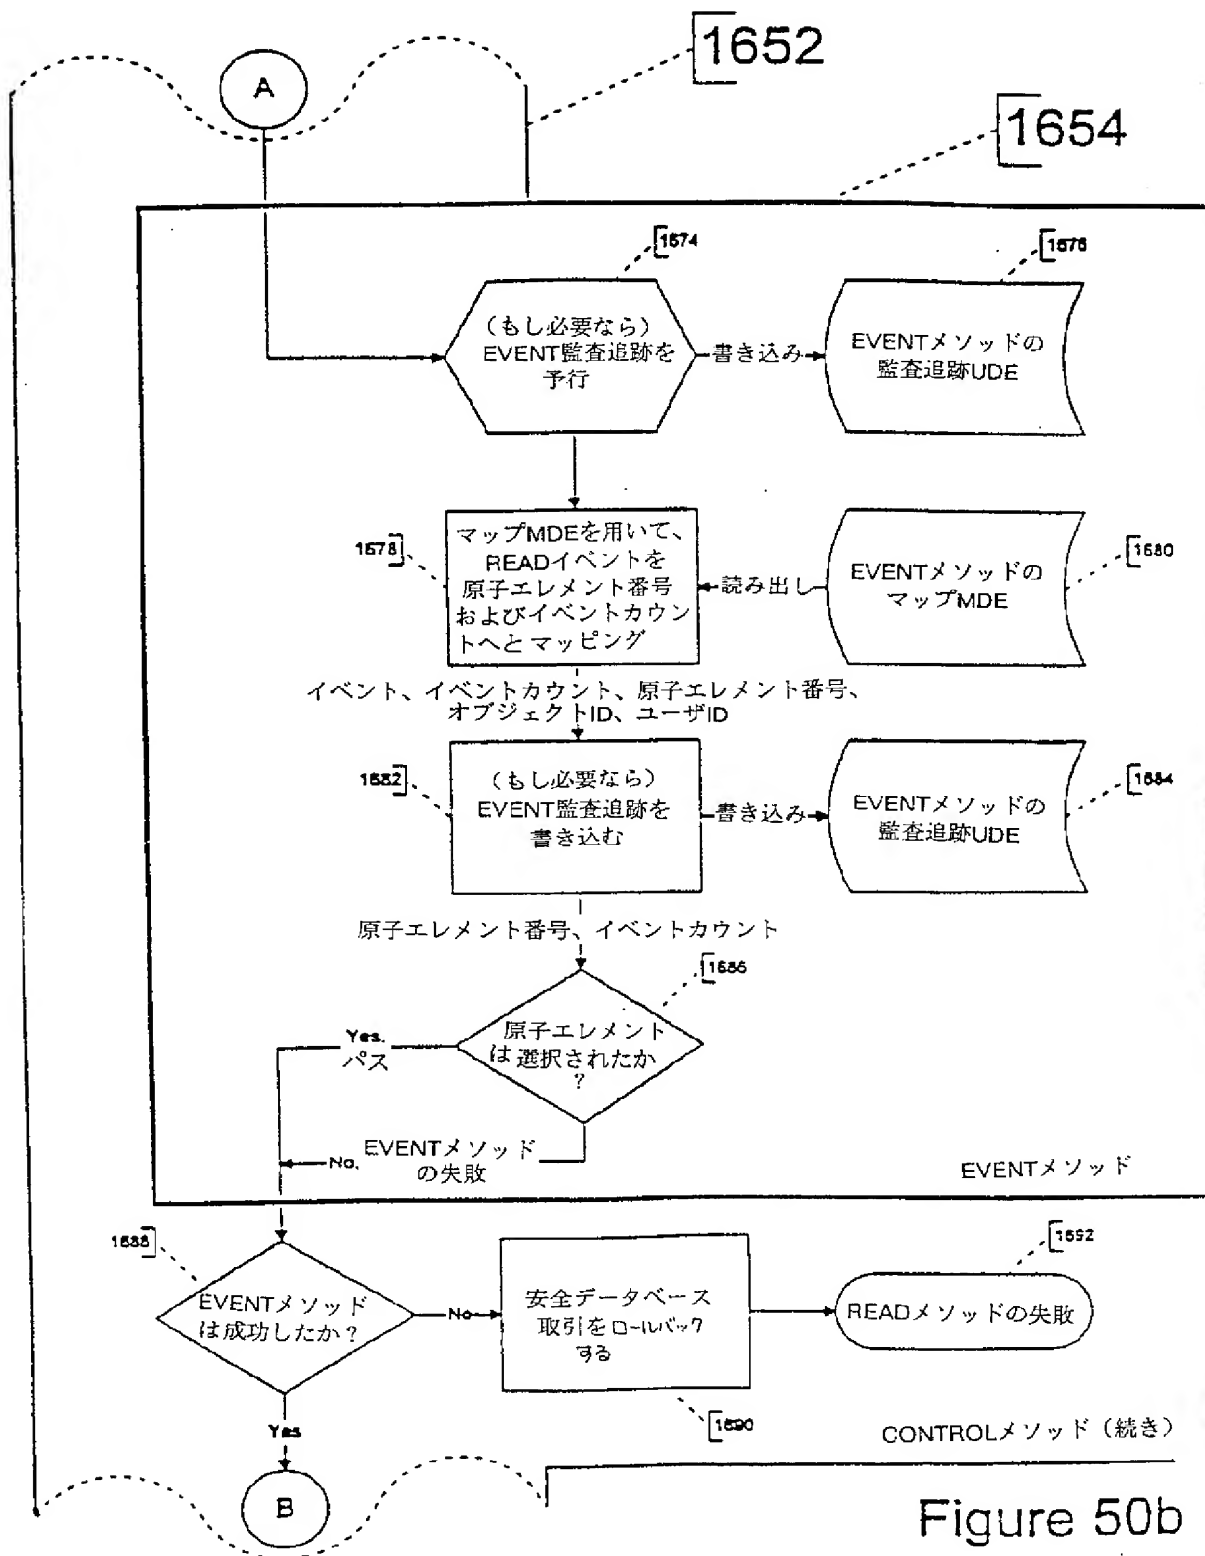 1652
A
1654
1674
1676
（もし必要なら）
EVENT監査追跡を
予行
書き込み
EVENTメソッドの
監査追跡UDE
1678
マップMDEを用いて、
READイベントを
原子エレメント番号
およびイベントカウン
トへとマッピング
読み出し
EVENTメソッドの
マップMDE
1680
イベント、イベントカウント、原子エレメント番号、
オブジェクトID、ユーザID
1682
（もし必要なら）
EVENT監査追跡を
書き込む
書き込み
EVENTメソッドの
監査追跡UDE
1684
原子エレメント番号、イベントカウント
1686
原子エレメント
は選択されたか
？
Yes.
パス
No.
EVENTメソッド
の失敗
EVENTメソッド
1688
EVENTメソッド
は成功したか？
No
安全データベース
取引をロールバック
する
1690
READメソッドの失敗
1692
Yes
CONTROLメソッド（続き）
B
Figure 50b